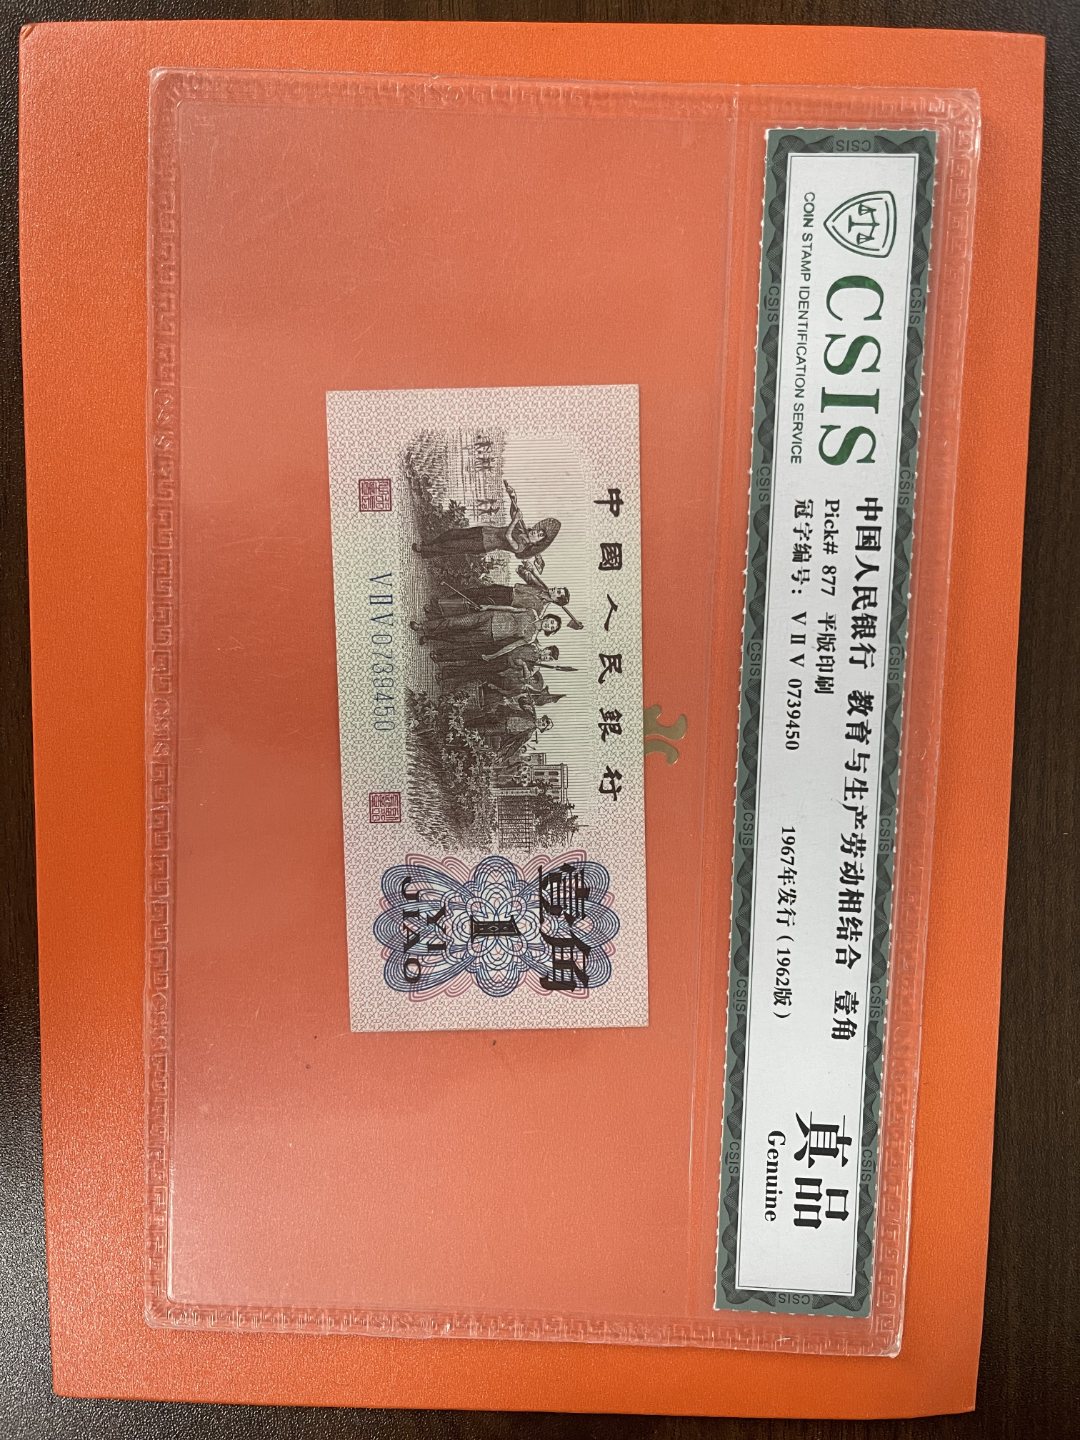 CSIS
COIN STAMP IDENTIFICATION SERVICE
中国人民银行 教育与生产劳动相结合 壹角
Pick# 877 平版印刷
冠字编号: V II V 0739450
1967年发行(1962版)
真品
Genuine
中國人民銀行
壹角
1
YI
JIAO
V II V 0739450